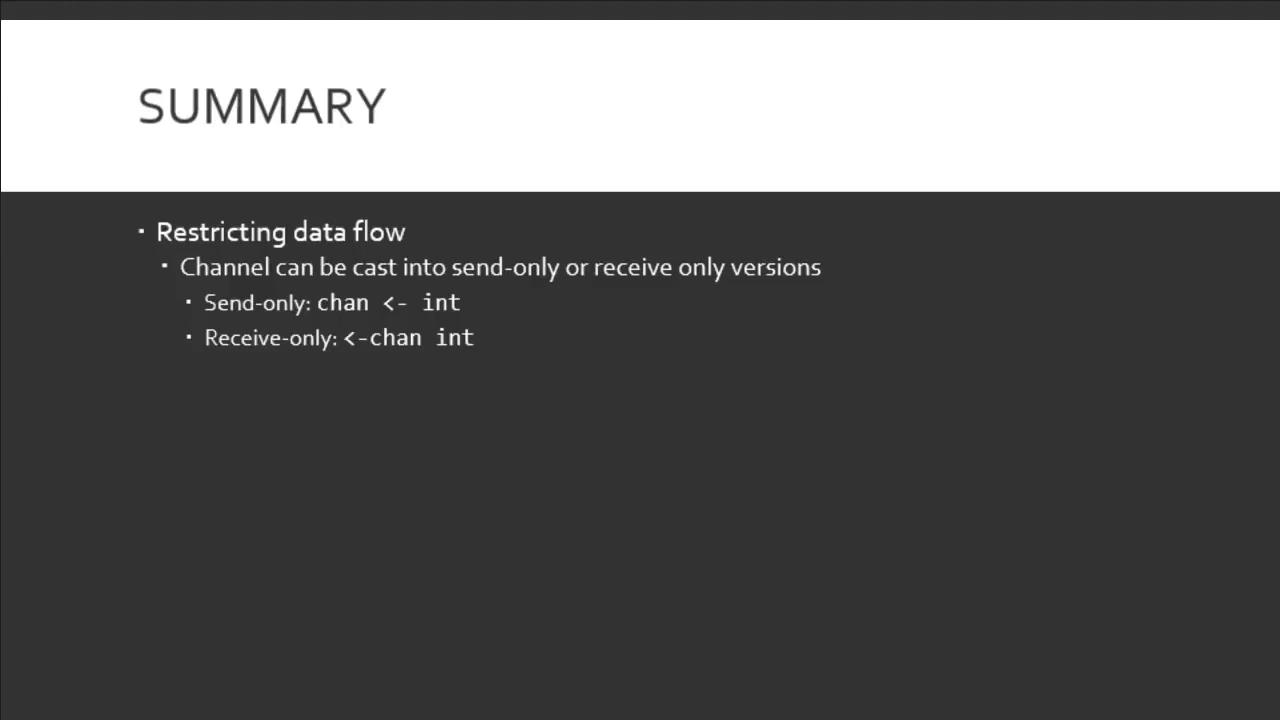 SUMMARY
▪ Restricting data flow
▪ Channel can be cast into send-only or receive only versions
▪ Send-only: chan <- int
▪ Receive-only: <-chan int